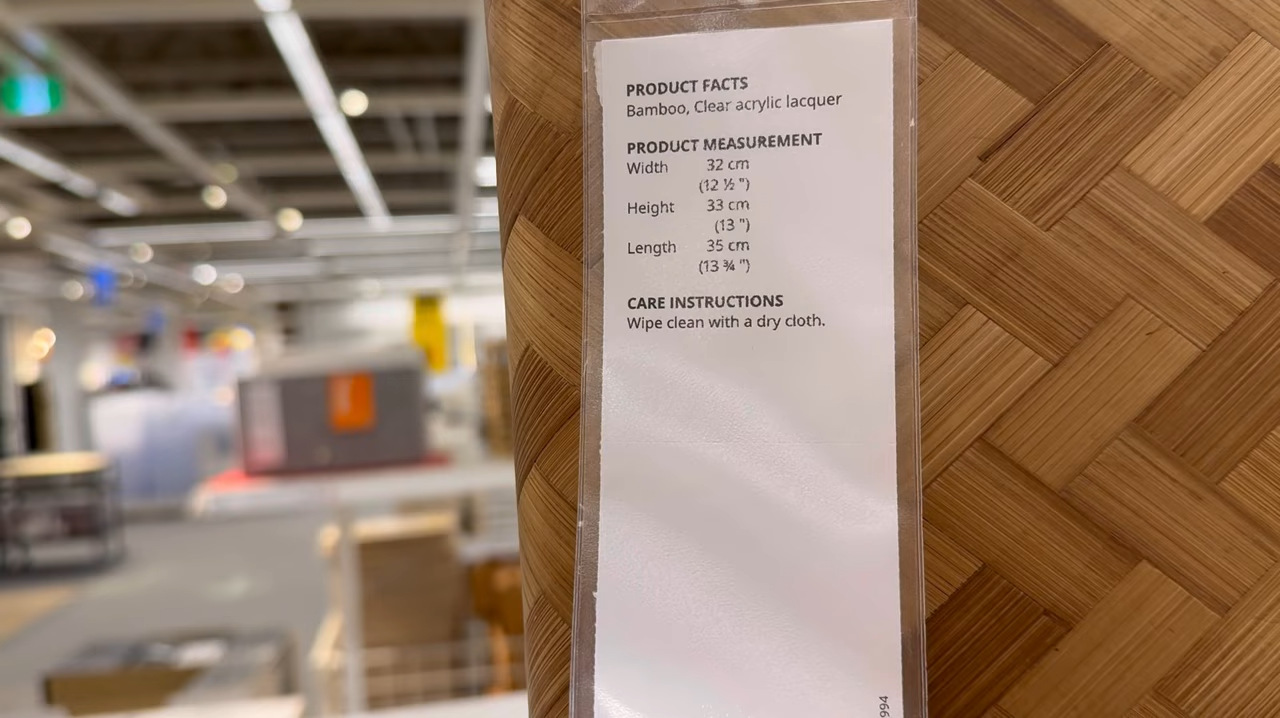 PRODUCT FACTS
Bamboo, Clear acrylic lacquer
PRODUCT MEASUREMENT
Width 32 cm
(12 ½ ")
Height 33 cm
(13 ")
Length 35 cm
(13 ¾ ")
CARE INSTRUCTIONS
Wipe clean with a dry cloth.
994